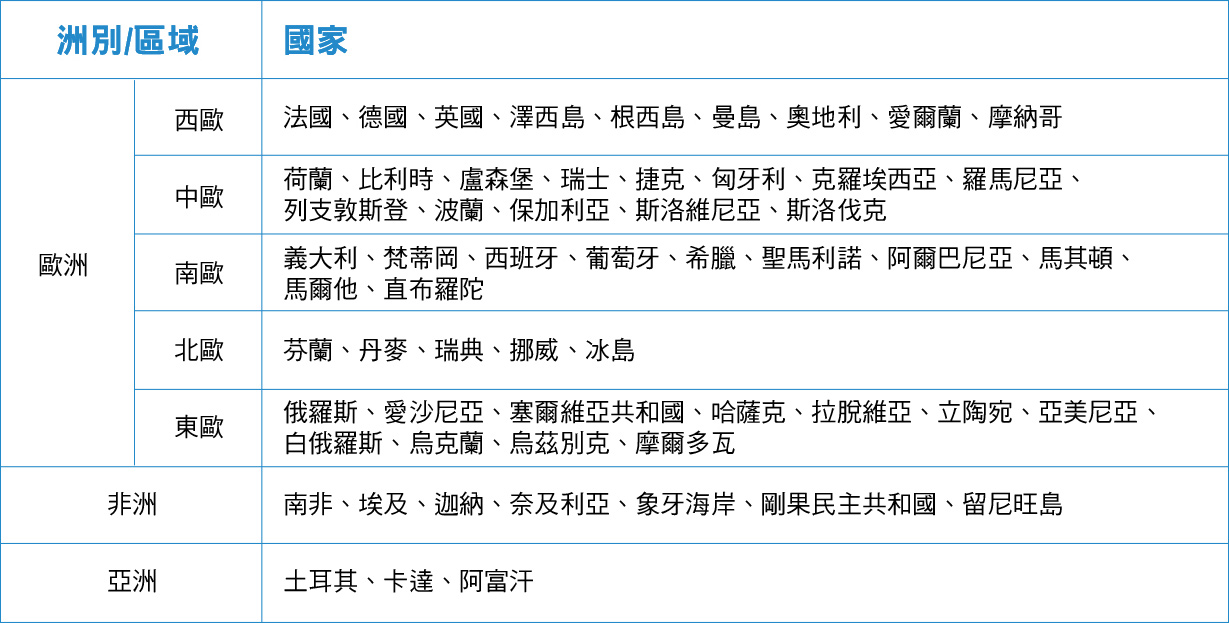 洲別/區域
國家
歐洲
西歐
法國、德國、英國、澤西島、根西島、曼島、奧地利、愛爾蘭、摩納哥
中歐
荷蘭、比利時、盧森堡、瑞士、捷克、匈牙利、克羅埃西亞、羅馬尼亞、
列支敦斯登、波蘭、保加利亞、斯洛維尼亞、斯洛伐克
南歐
義大利、梵蒂岡、西班牙、葡萄牙、希臘、聖馬利諾、阿爾巴尼亞、馬其頓、
馬爾他、直布羅陀
北歐
芬蘭、丹麥、瑞典、挪威、冰島
東歐
俄羅斯、愛沙尼亞、塞爾維亞共和國、哈薩克、拉脫維亞、立陶宛、亞美尼亞、
白俄羅斯、烏克蘭、烏茲別克、摩爾多瓦
非洲
南非、埃及、迦納、奈及利亞、象牙海岸、剛果民主共和國、留尼旺島
亞洲
土耳其、卡達、阿富汗